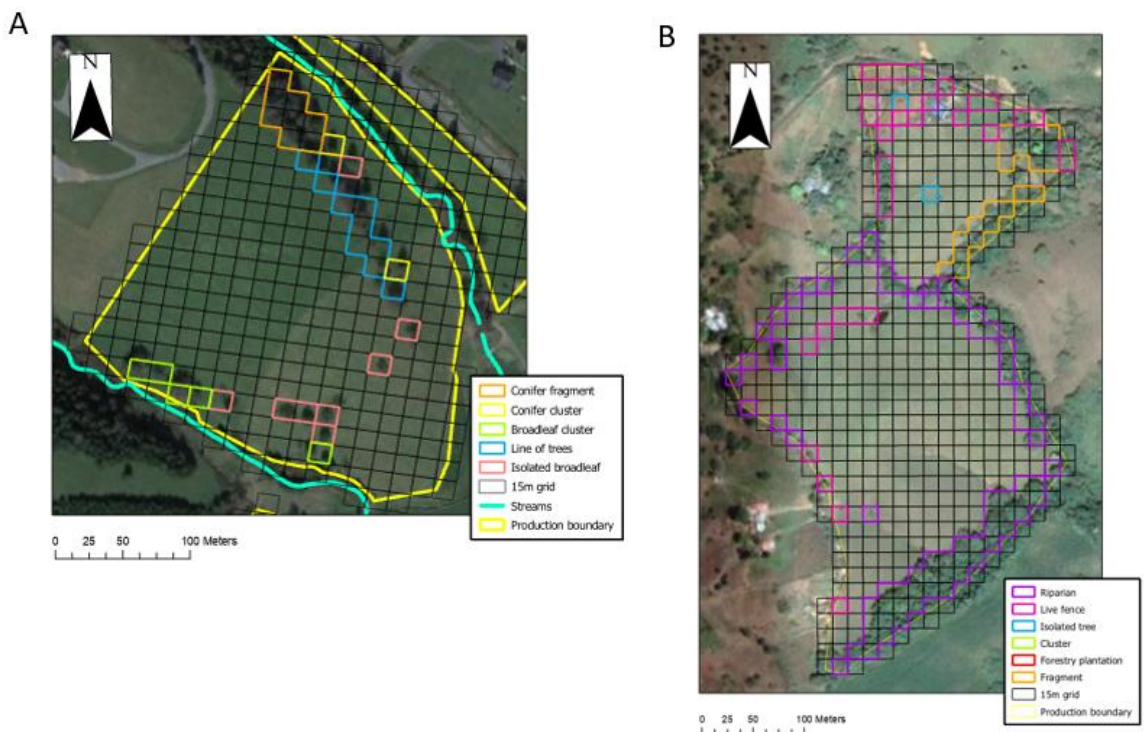 A
N
Conifer fragment
Conifer cluster
Broadleaf cluster
Line of trees
Isolated broadleaf
15m grid
Streams
Production boundary
0 25 50 100 Meters
B
N
Riparian
Live fence
Isolated tree
Cluster
Forestry plantation
Fragment
15m grid
Production boundary
0 25 50 100 Meters